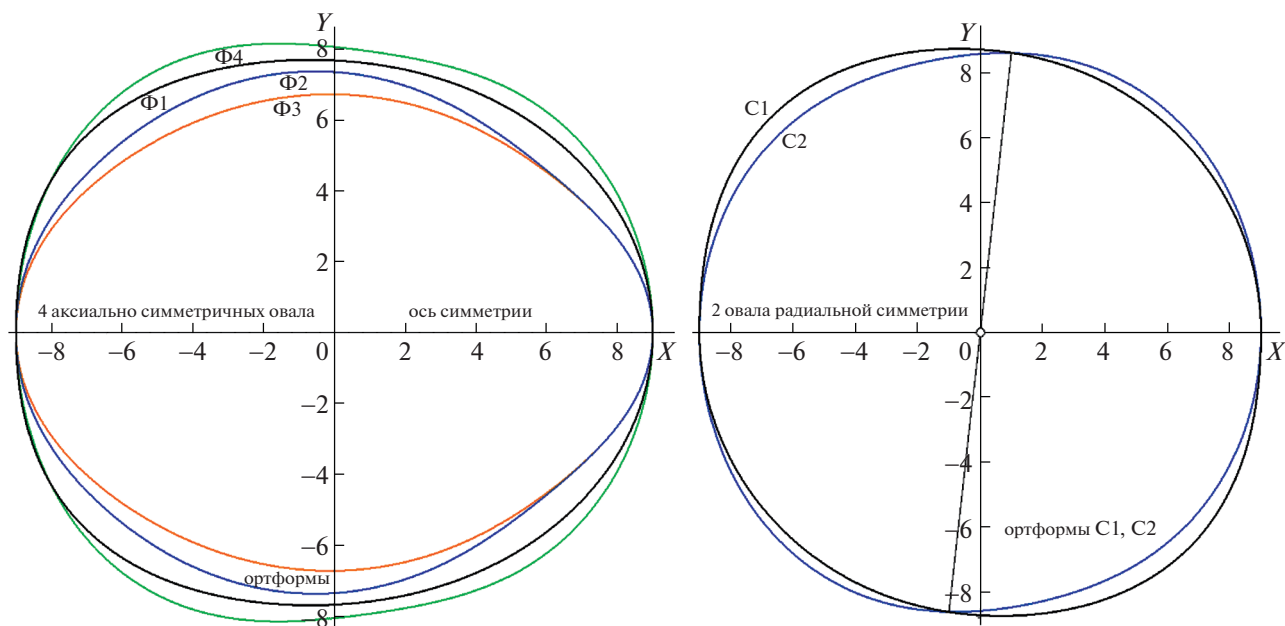 Y
8
Ф4
Ф1
Ф2
Ф3
6
4
2
4 аксиально симметричных овала
ось симметрии
−8 −6 −4 −2 0 2 4 6 8 X
−2
−4
−6
ортформы
−8
Y
8
C1
C2
6
4
2
2 овала радиальной симметрии
−8 −6 −4 −2 0 2 4 6 8 X
−2
−4
−6
ортформы C1, C2
−8